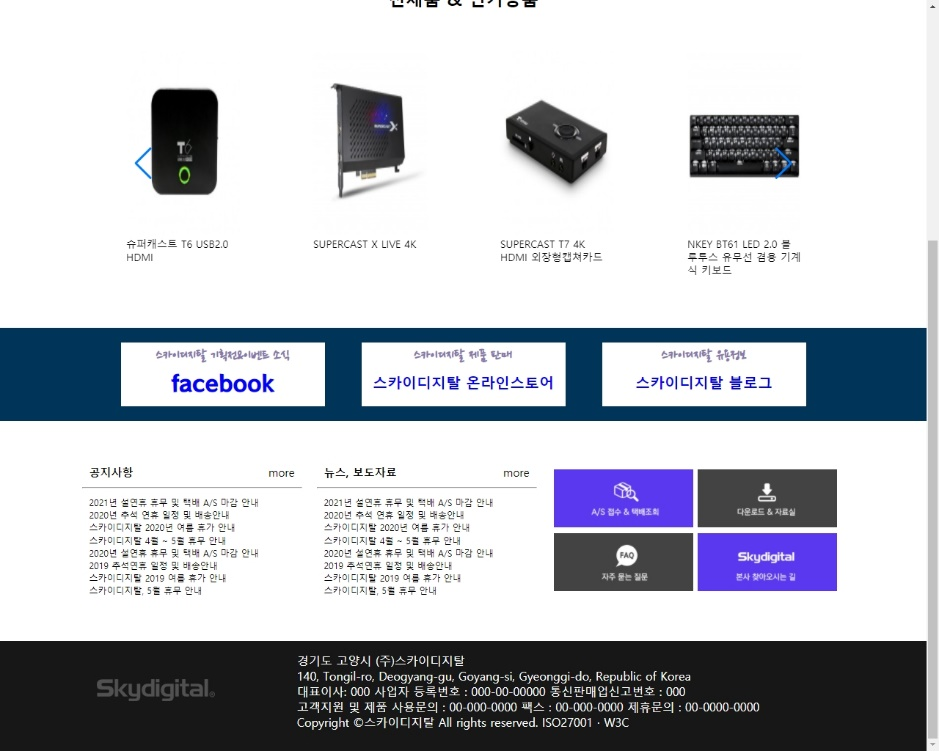 신제품 & 인기상품
T6
슈퍼캐스트 T6 USB2.0
HDMI
SUPERCAST X LIVE 4K
SUPERCAST T7 4K
HDMI 외장형캡쳐카드
NKEY BT61 LED 2.0 블
루투스 유무선 겸용 기계
식 키보드
스카이디지탈 기획전&이벤트 소식
facebook
스카이디지탈 제품 판매
스카이디지탈 온라인스토어
스카이디지탈 유용정보
스카이디지탈 블로그
공지사항 more
2021년 설연휴 휴무 및 택배 A/S 마감 안내
2020년 추석 연휴 일정 및 배송안내
스카이디지탈 2020년 여름 휴가 안내
스카이디지탈 4월 ~ 5월 휴무 안내
2020년 설연휴 휴무 및 택배 A/S 마감 안내
2019 추석연휴 일정 및 배송안내
스카이디지탈 2019 여름 휴가 안내
스카이디지탈, 5월 휴무 안내
뉴스, 보도자료 more
2021년 설연휴 휴무 및 택배 A/S 마감 안내
2020년 추석 연휴 일정 및 배송안내
스카이디지탈 2020년 여름 휴가 안내
스카이디지탈 4월 ~ 5월 휴무 안내
2020년 설연휴 휴무 및 택배 A/S 마감 안내
2019 추석연휴 일정 및 배송안내
스카이디지탈 2019 여름 휴가 안내
스카이디지탈, 5월 휴무 안내
A/S 접수 & 택배조회
다운로드 & 자료실
FAQ
자주 묻는 질문
Skydigital
본사 찾아오시는 길
Skydigital.
경기도 고양시 (주)스카이디지탈
140, Tongil-ro, Deogyang-gu, Goyang-si, Gyeonggi-do, Republic of Korea
대표이사: 000 사업자 등록번호 : 000-00-00000 통신판매업신고번호 : 000
고객지원 및 제품 사용문의 : 00-000-0000 팩스 : 00-000-0000 제휴문의 : 00-0000-0000
Copyright ©스카이디지탈 All rights reserved. ISO27001 · W3C